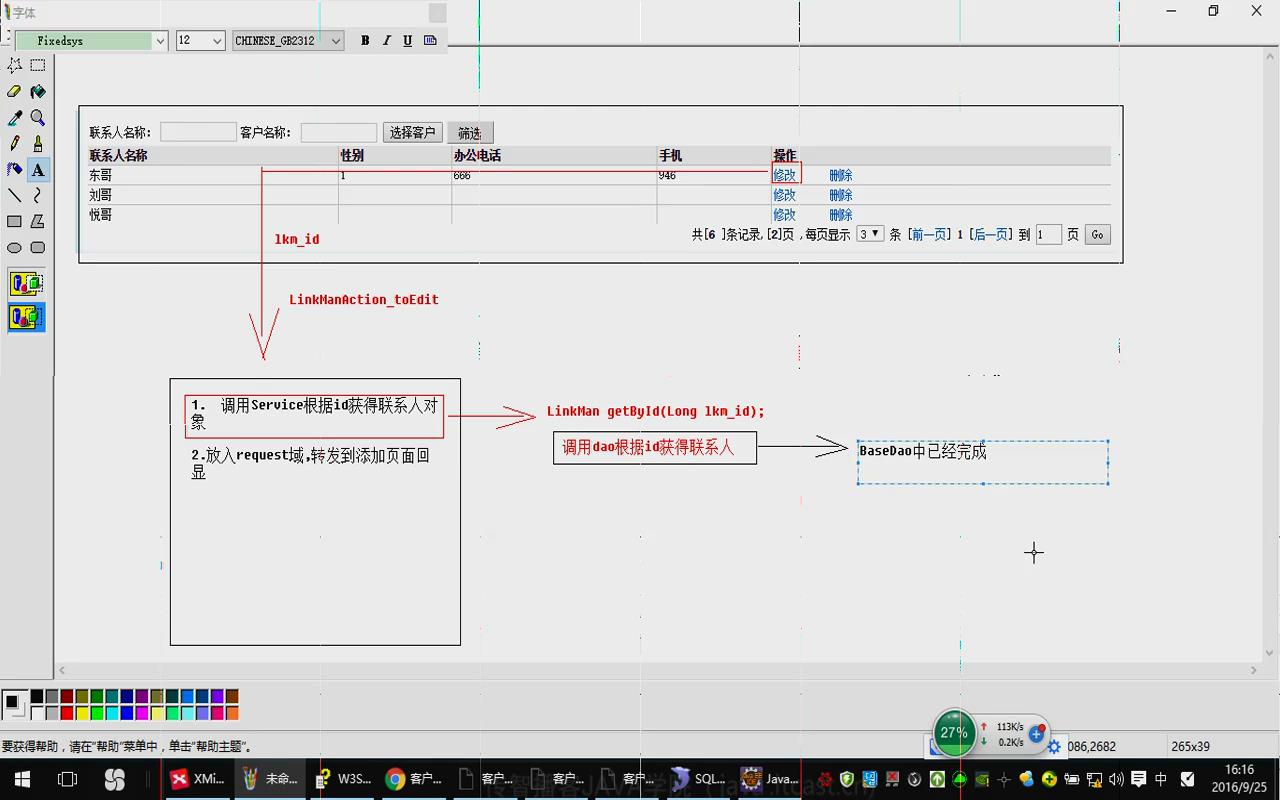 字体
Fixedsys 12 CHINESE_GB2312 B I U
A
联系人名称： 客户名称： 选择客户 筛选
联系人名称 性别 办公电话 手机 操作
东哥 1 666 946 修改 删除
刘哥 修改 删除
悦哥 修改 删除
共[6 ]条记录,[2]页 ,每页显示 3 条 [前一页] 1 [后一页] 到 1 页 Go
lkm_id
LinkManAction_toEdit
1. 调用Service根据id获得联系人对
象
2.放入request域,转发到添加页面回
显
LinkMan getById(Long lkm_id);
调用dao根据id获得联系人
BaseDao中已经完成
27% 113K/s
0.2K/s
要获得帮助，请在“帮助”菜单中，单击“帮助主题”。 086,2682 265x39
XMi... 未命... W3S... 客户... 客户... 客户... 客户... SQL... Java... 中 16:16
2016/9/25